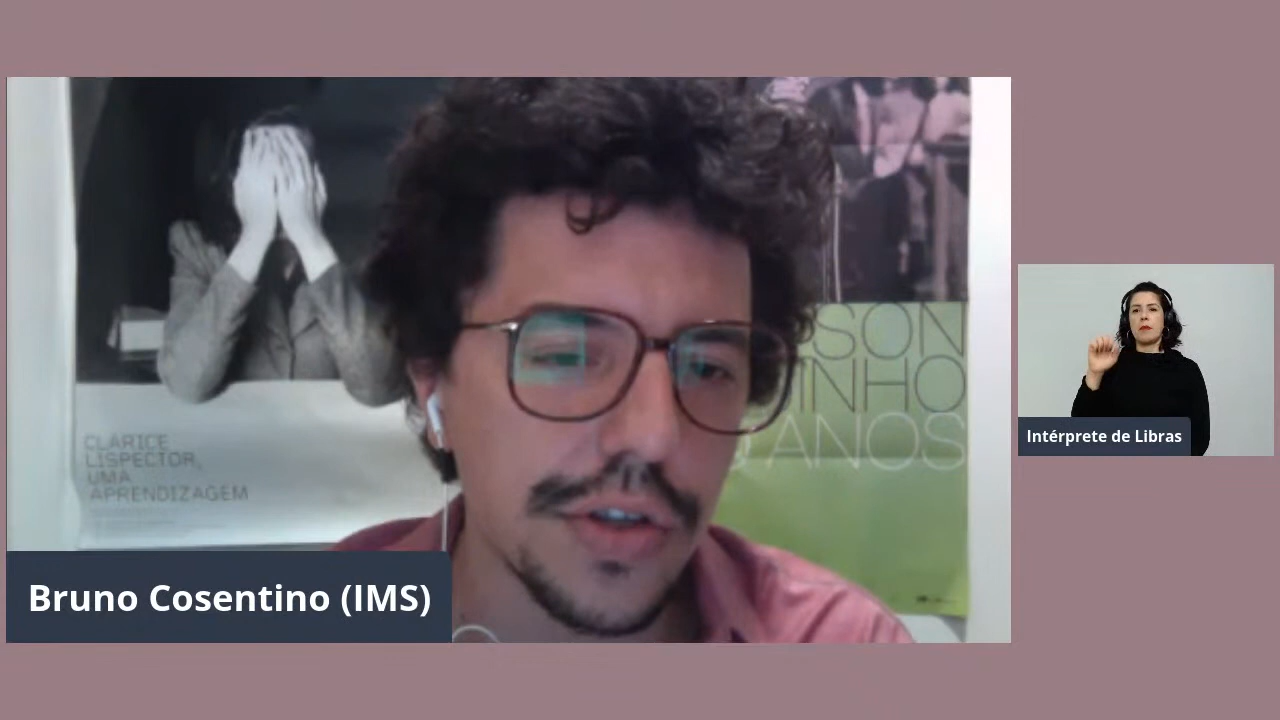 CLARICE
LISPECTOR,
UMA
APRENDIZAGEM
SON
INHO
ANOS
Bruno Cosentino (IMS)
Intérprete de Libras